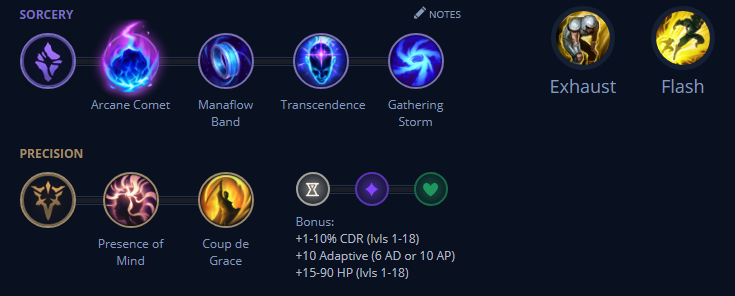 SORCERY
NOTES
Arcane Comet
Manaflow
Band
Transcendence
Gathering
Storm
Exhaust
Flash
PRECISION
Presence of
Mind
Coup de
Grace
Bonus:
+1-10% CDR (lvls 1-18)
+10 Adaptive (6 AD or 10 AP)
+15-90 HP (lvls 1-18)